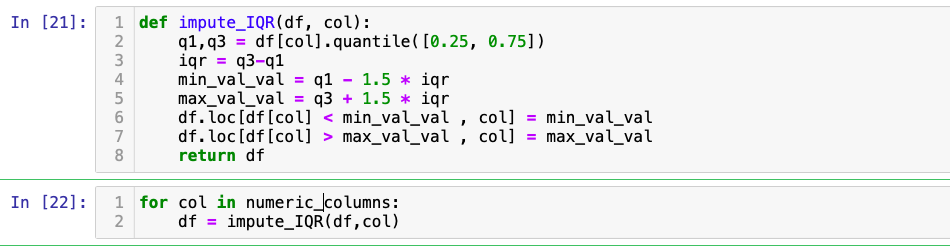 In [21]:
1 def impute_IQR(df, col):
2     q1,q3 = df[col].quantile([0.25, 0.75])
3     iqr = q3-q1
4     min_val_val = q1 - 1.5 * iqr
5     max_val_val = q3 + 1.5 * iqr
6     df.loc[df[col] < min_val_val , col] = min_val_val
7     df.loc[df[col] > max_val_val , col] = max_val_val
8     return df
In [22]:
1 for col in numeric_columns:
2     df = impute_IQR(df,col)